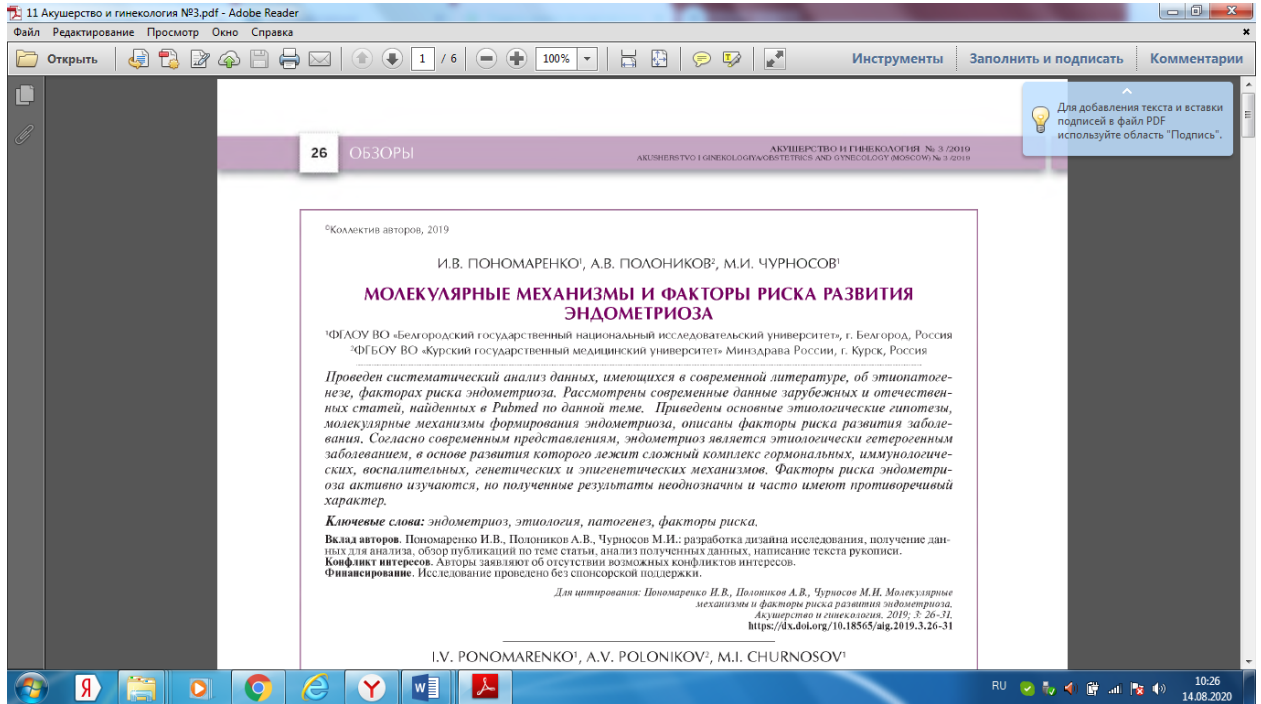 11 Акушерство и гинекология №3.pdf - Adobe Reader
Файл Редактирование Просмотр Окно Справка
Открыть 1 / 6 100% Инструменты Заполнить и подписать Комментарии
Для добавления текста и вставки
подписей в файл PDF
используйте область "Подпись".
26 ОБЗОРЫ
АКУШЕРСТВО И ГИНЕКОЛОГИЯ № 3 /2019
AKUSHERSTVO I GINEKOLOGIYA/OBSTETRICS AND GYNECOLOGY (MOSCOW) № 3 /2019
©Коллектив авторов, 2019
И.В. ПОНОМАРЕНКО¹, А.В. ПОЛОНИКОВ², М.И. ЧУРНОСОВ¹
МОЛЕКУЛЯРНЫЕ МЕХАНИЗМЫ И ФАКТОРЫ РИСКА РАЗВИТИЯ
ЭНДОМЕТРИОЗА
¹ФГАОУ ВО «Белгородский государственный национальный исследовательский университет», г. Белгород, Россия
²ФГБОУ ВО «Курский государственный медицинский университет» Минздрава России, г. Курск, Россия
Проведен систематический анализ данных, имеющихся в современной литературе, об этиопатоге-
незе, факторах риска эндометриоза. Рассмотрены современные данные зарубежных и отечествен-
ных статей, найденных в Pubmed по данной теме. Приведены основные этиологические гипотезы,
молекулярные механизмы формирования эндометриоза, описаны факторы риска развития заболе-
вания. Согласно современным представлениям, эндометриоз является этиологически гетерогенным
заболеванием, в основе развития которого лежит сложный комплекс гормональных, иммунологиче-
ских, воспалительных, генетических и эпигенетических механизмов. Факторы риска эндометри-
оза активно изучаются, но полученные результаты неоднозначны и часто имеют противоречивый
характер.
Ключевые слова: эндометриоз, этиология, патогенез, факторы риска.
Вклад авторов. Пономаренко И.В., Полоников А.В., Чурносов М.И.: разработка дизайна исследования, получение дан-
ных для анализа, обзор публикаций по теме статьи, анализ полученных данных, написание текста рукописи.
Конфликт интересов. Авторы заявляют об отсутствии возможных конфликтов интересов.
Финансирование. Исследование проведено без спонсорской поддержки.
Для цитирования: Пономаренко И.В., Полоников А.В., Чурносов М.И. Молекулярные
механизмы и факторы риска развития эндометриоза.
Акушерство и гинекология. 2019; 3: 26-31.
https://dx.doi.org/10.18565/aig.2019.3.26-31
I.V. PONOMARENKO¹, A.V. POLONIKOV², M.I. CHURNOSOV¹
RU 10:26
14.08.2020